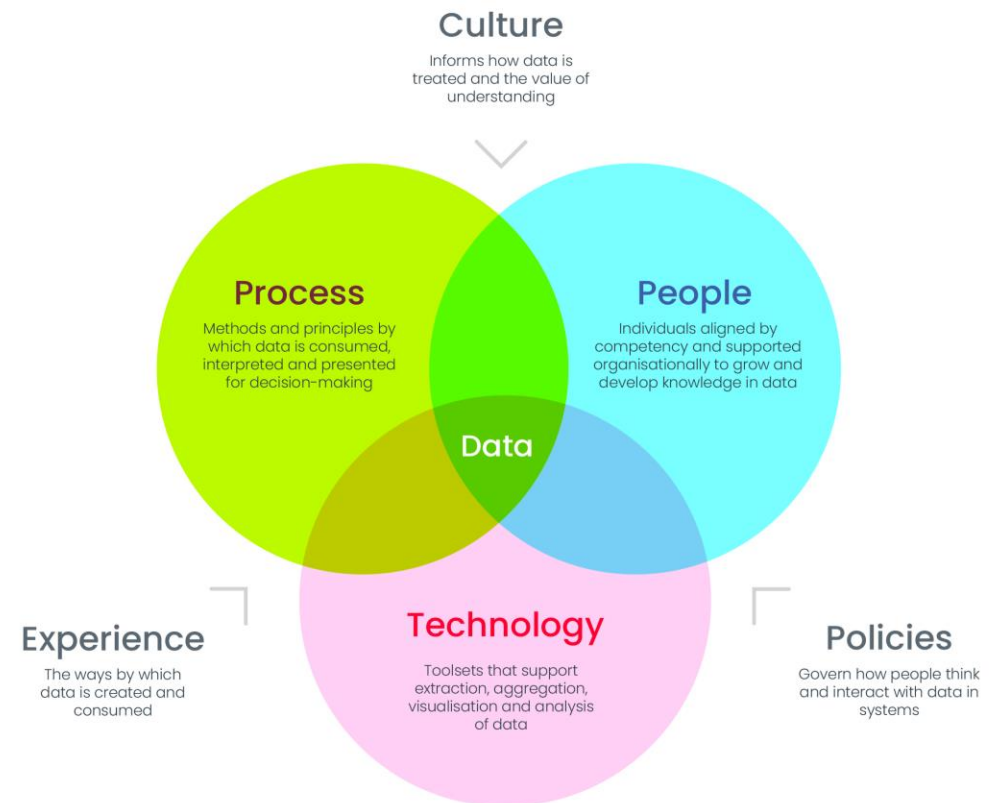 Culture
Informs how data is
treated and the value of
understanding
Process
Methods and principles by
which data is consumed,
interpreted and presented
for decision-making
People
Individuals aligned by
competency and supported
organisationally to grow and
develop knowledge in data
Data
Technology
Toolsets that support
extraction, aggregation,
visualisation and analysis
of data
Experience
The ways by which
data is created and
consumed
Policies
Govern how people think
and interact with data in
systems